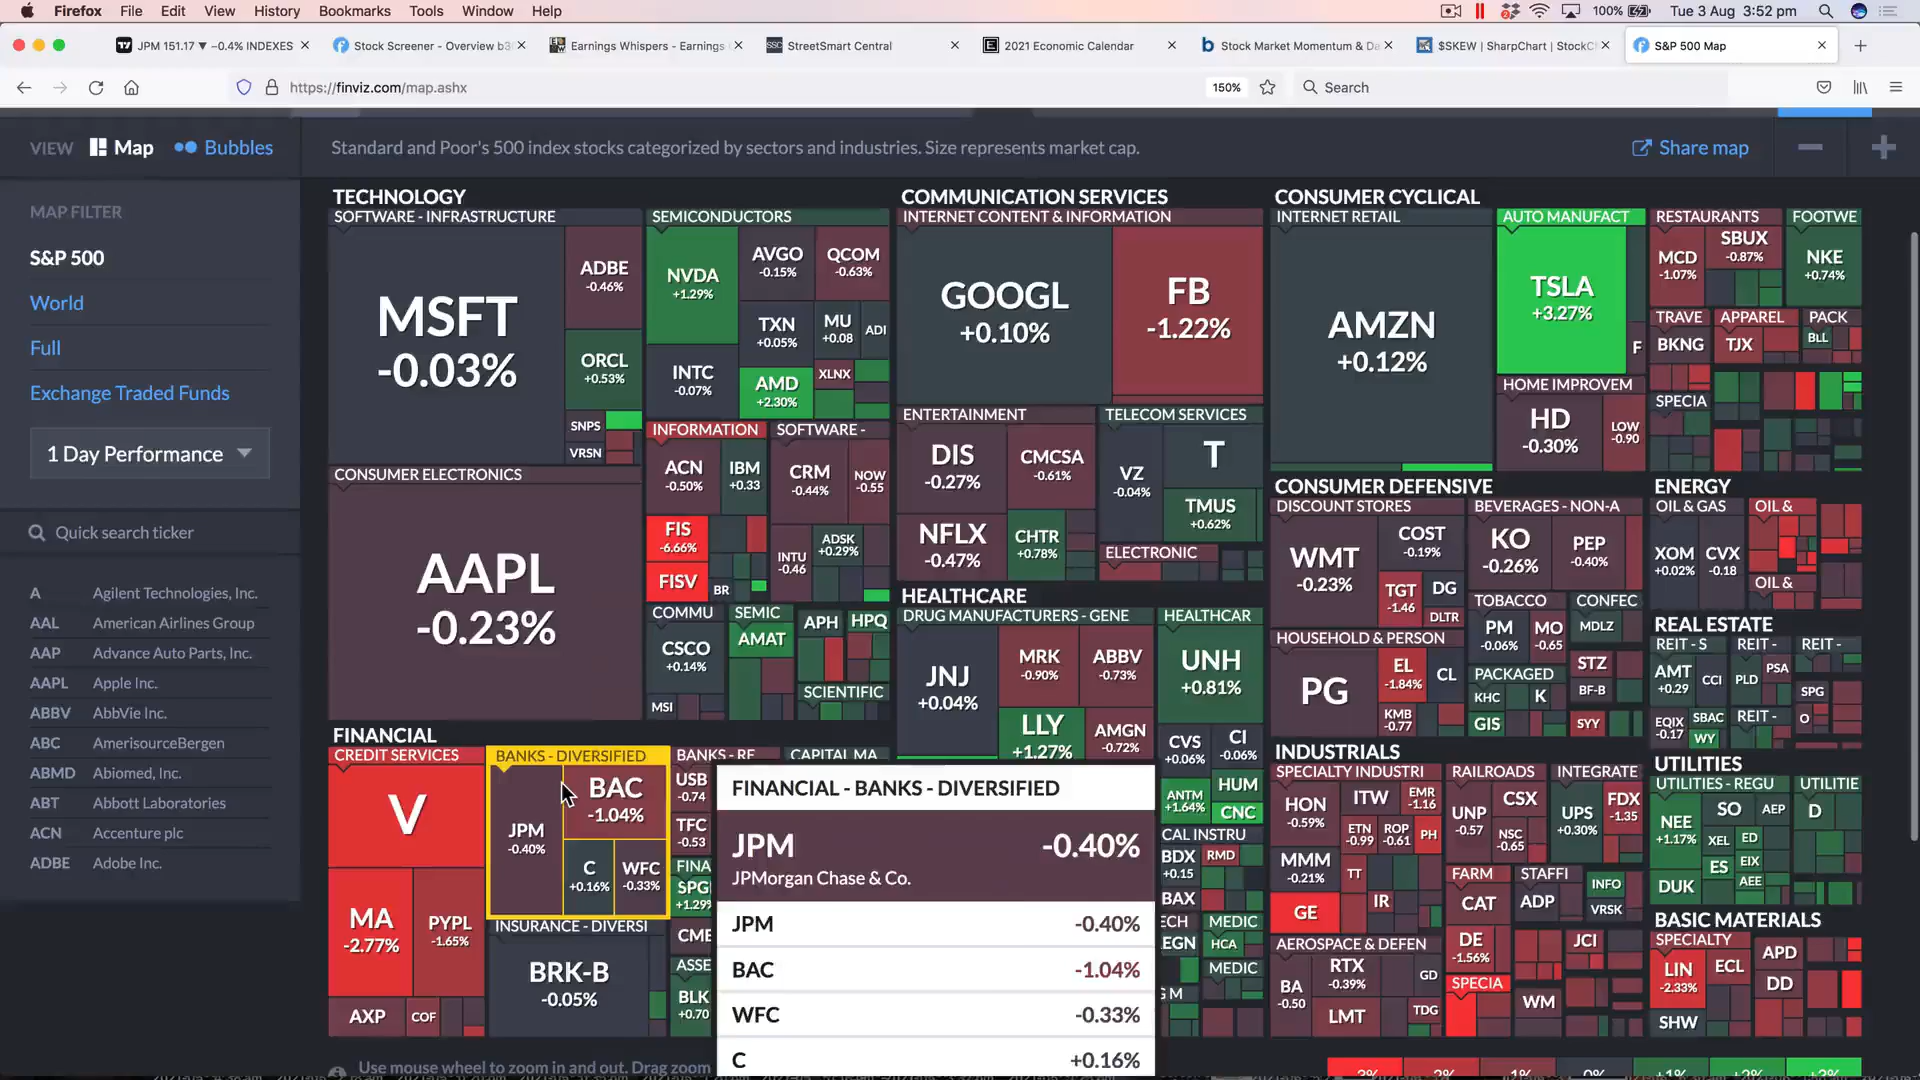 Firefox File Edit View History Bookmarks Tools Window Help
100% Tue 3 Aug 3:52 pm
JPM 151.17 ▼ −0.4% INDEXES
Stock Screener - Overview b3
Earnings Whispers - Earnings
StreetSmart Central
2021 Economic Calendar
Stock Market Momentum & Da
$SKEW | SharpChart | StockC
S&P 500 Map
https://finviz.com/map.ashx
150%
Search
VIEW Map Bubbles
Standard and Poor's 500 index stocks categorized by sectors and industries. Size represents market cap.
Share map
MAP FILTER
S&P 500
World
Full
Exchange Traded Funds
1 Day Performance
Quick search ticker
A Agilent Technologies, Inc.
AAL American Airlines Group
AAP Advance Auto Parts, Inc.
AAPL Apple Inc.
ABBV AbbVie Inc.
ABC AmerisourceBergen
ABMD Abiomed, Inc.
ABT Abbott Laboratories
ACN Accenture plc
ADBE Adobe Inc.
TECHNOLOGY
SOFTWARE - INFRASTRUCTURE
MSFT
-0.03%
ADBE
-0.46%
ORCL
+0.53%
SNPS
VRSN
CONSUMER ELECTRONICS
AAPL
-0.23%
SEMICONDUCTORS
NVDA
+1.29%
AVGO
-0.15%
QCOM
-0.63%
TXN
+0.05%
MU
+0.08
ADI
INTC
-0.07%
AMD
+2.30%
XLNX
INFORMATION
ACN
-0.50%
IBM
+0.33
FIS
-6.66%
FISV
BR
SOFTWARE -
CRM
-0.44%
NOW
-0.55
INTU
-0.46
ADSK
+0.29%
COMMU
CSCO
+0.14%
MSI
SEMIC
AMAT
APH
HPQ
SCIENTIFIC
COMMUNICATION SERVICES
INTERNET CONTENT & INFORMATION
GOOGL
+0.10%
FB
-1.22%
ENTERTAINMENT
DIS
-0.27%
CMCSA
-0.61%
NFLX
-0.47%
CHTR
+0.78%
TELECOM SERVICES
VZ
-0.04%
T
TMUS
+0.62%
ELECTRONIC
HEALTHCARE
DRUG MANUFACTURERS - GENE
JNJ
+0.04%
MRK
-0.90%
ABBV
-0.73%
LLY
+1.27%
AMGN
-0.72%
HEALTHCAR
UNH
+0.81%
CVS
+0.06%
CI
-0.06%
ANTM
+1.64%
HUM
CNC
CAL INSTRU
BDX
+0.15
RMD
BAX
ECH
MEDIC
EGN
HCA
MEDIC
G M
CONSUMER CYCLICAL
INTERNET RETAIL
AMZN
+0.12%
AUTO MANUFACT
TSLA
+3.27%
F
HOME IMPROVEM
HD
-0.30%
LOW
-0.90
RESTAURANTS
MCD
-1.07%
SBUX
-0.87%
FOOTWE
NKE
+0.74%
TRAVE
BKNG
APPAREL
TJX
PACK
BLL
SPECIA
CONSUMER DEFENSIVE
DISCOUNT STORES
WMT
-0.23%
COST
-0.19%
TGT
-1.46
DG
DLTR
BEVERAGES - NON-A
KO
-0.26%
PEP
-0.40%
TOBACCO
PM
-0.06%
MO
-0.65
CONFEC
MDLZ
HOUSEHOLD & PERSON
PG
EL
-1.84%
CL
KMB
-0.77
PACKAGED
KHC
K
GIS
STZ
BF-B
SYY
ENERGY
OIL & GAS
XOM
+0.02%
CVX
-0.18
OIL &
OIL &
REAL ESTATE
REIT - S
AMT
+0.29
CCI
EQIX
-0.17
SBAC
WY
REIT -
PLD
PSA
REIT -
REIT -
SPG
O
FINANCIAL
CREDIT SERVICES
V
MA
-2.77%
PYPL
-1.65%
AXP
COF
BANKS - DIVERSIFIED
JPM
-0.40%
BAC
-1.04%
C
+0.16%
WFC
-0.33%
INSURANCE - DIVERSI
BRK-B
-0.05%
BANKS - RE
USB
-0.74
TFC
-0.53
CAPITAL MA
FINA
SPG
+1.29%
CME
ASSE
BLK
+0.70
FINANCIAL - BANKS - DIVERSIFIED
JPM -0.40%
JPMorgan Chase & Co.
JPM -0.40%
BAC -1.04%
WFC -0.33%
C +0.16%
INDUSTRIALS
SPECIALTY INDUSTRI
HON
-0.59%
ITW
EMR
-1.16
ETN
-0.99
ROP
-0.61
PH
MMM
-0.21%
TT
IR
GE
RAILROADS
UNP
-0.57
CSX
NSC
-0.65
INTEGRATE
UPS
+0.30%
FDX
-1.35
FARM
CAT
DE
-1.56%
STAFFI
ADP
INFO
VRSK
AEROSPACE & DEFEN
BA
-0.50
RTX
-0.39%
GD
LMT
TDG
SPECIA
JCI
WM
UTILITIES
UTILITIES - REGU
NEE
+1.17%
SO
AEP
XEL
ED
ES
EIX
DUK
AEE
UTILITIE
D
BASIC MATERIALS
SPECIALTY
LIN
-2.33%
ECL
SHW
APD
DD
Use mouse wheel to zoom in and out. Drag zoom
-3% -2% -1% 0% +1% +2% +3%